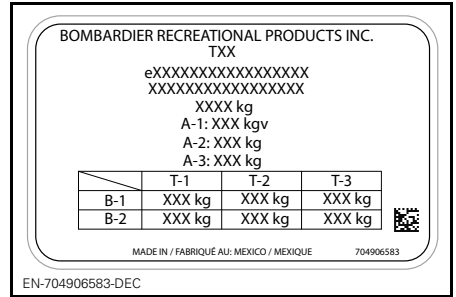 BOMBARDIER RECREATIONAL PRODUCTS INC.
TXX
eXXXXXXXXXXXXXXXXX
XXXXXXXXXXXXXXXXX
XXXX kg
A-1: XXX kgv
A-2: XXX kg
A-3: XXX kg
T-1 T-2 T-3
B-1 XXX kg XXX kg XXX kg
B-2 XXX kg XXX kg XXX kg
MADE IN / FABRIQUÉ AU: MEXICO / MEXIQUE 704906583
EN-704906583-DEC